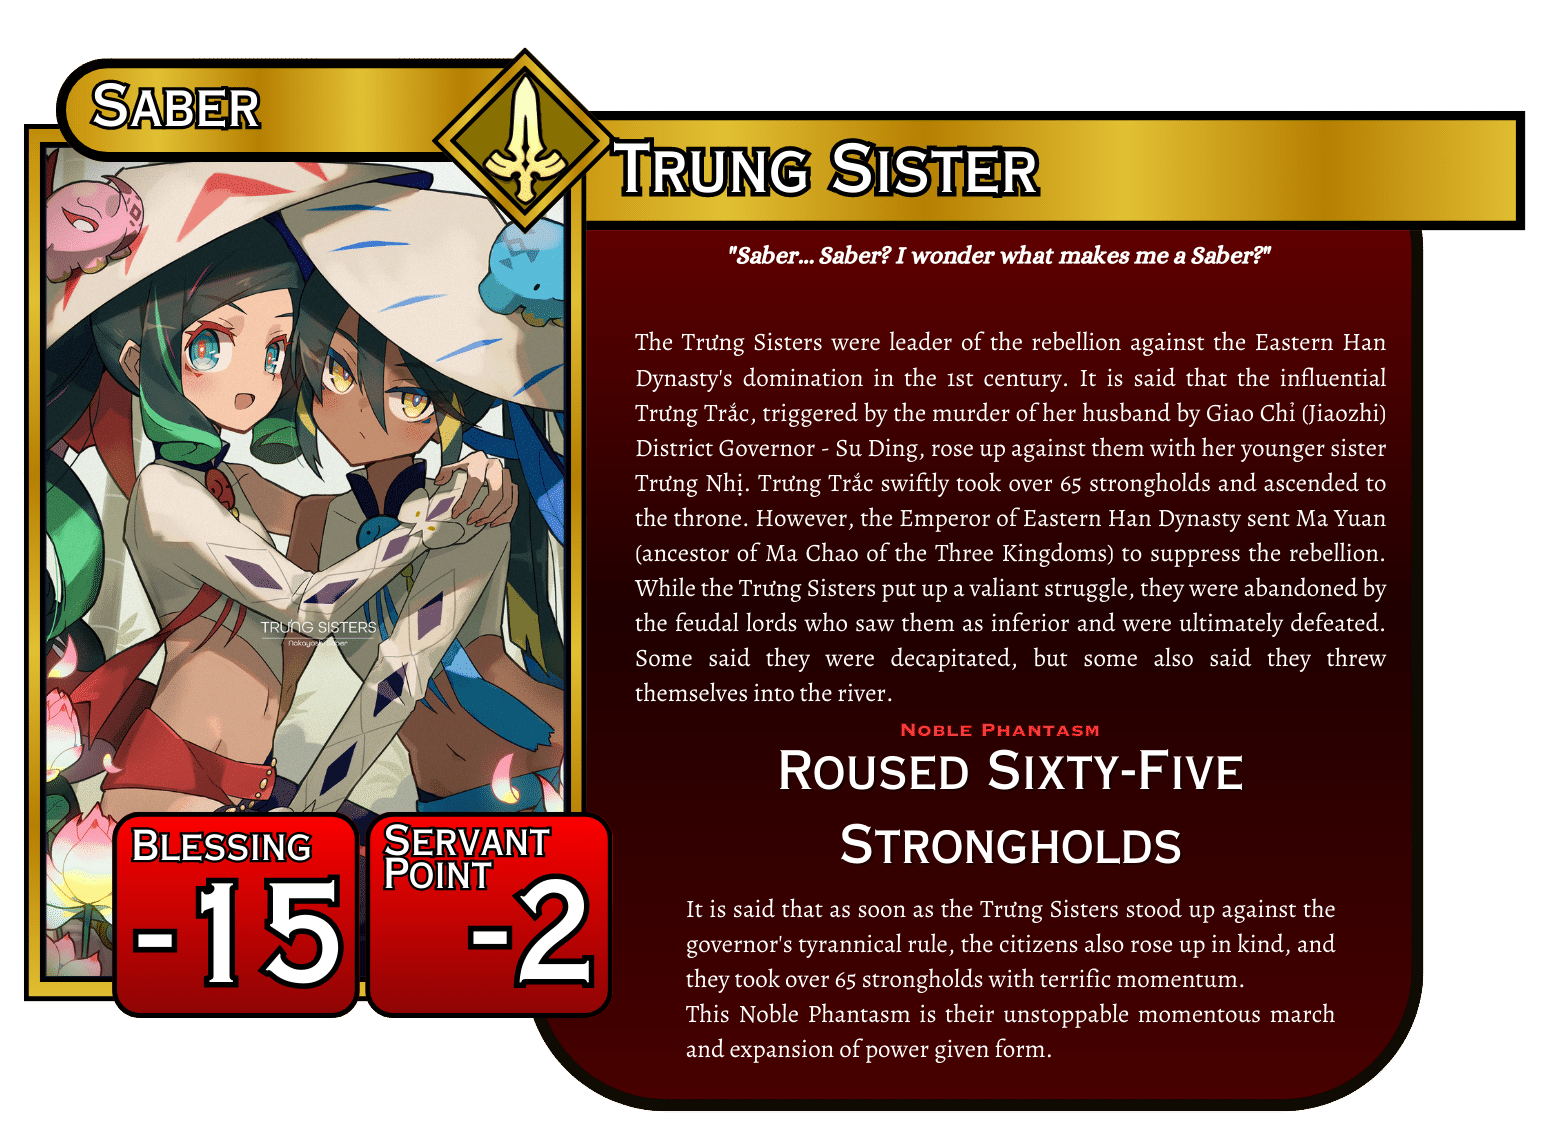 SABER
TRUNG SISTER
"Saber... Saber? I wonder what makes me a Saber?"
The Trưng Sisters were leader of the rebellion against the Eastern Han
Dynasty's domination in the 1st century. It is said that the influential
Trưng Trắc, triggered by the murder of her husband by Giao Chỉ (Jiaozhi)
District Governor - Su Ding, rose up against them with her younger sister
Trưng Nhị. Trưng Trắc swiftly took over 65 strongholds and ascended to
the throne. However, the Emperor of Eastern Han Dynasty sent Ma Yuan
(ancestor of Ma Chao of the Three Kingdoms) to suppress the rebellion.
While the Trưng Sisters put up a valiant struggle, they were abandoned by
the feudal lords who saw them as inferior and were ultimately defeated.
Some said they were decapitated, but some also said they threw
themselves into the river.
NOBLE PHANTASM
ROUSED SIXTY-FIVE
STRONGHOLDS
It is said that as soon as the Trưng Sisters stood up against the
governor's tyrannical rule, the citizens also rose up in kind, and
they took over 65 strongholds with terrific momentum.
This Noble Phantasm is their unstoppable momentous march
and expansion of power given form.
TRƯNG SISTERS
BLESSING
-15
SERVANT
POINT
-2